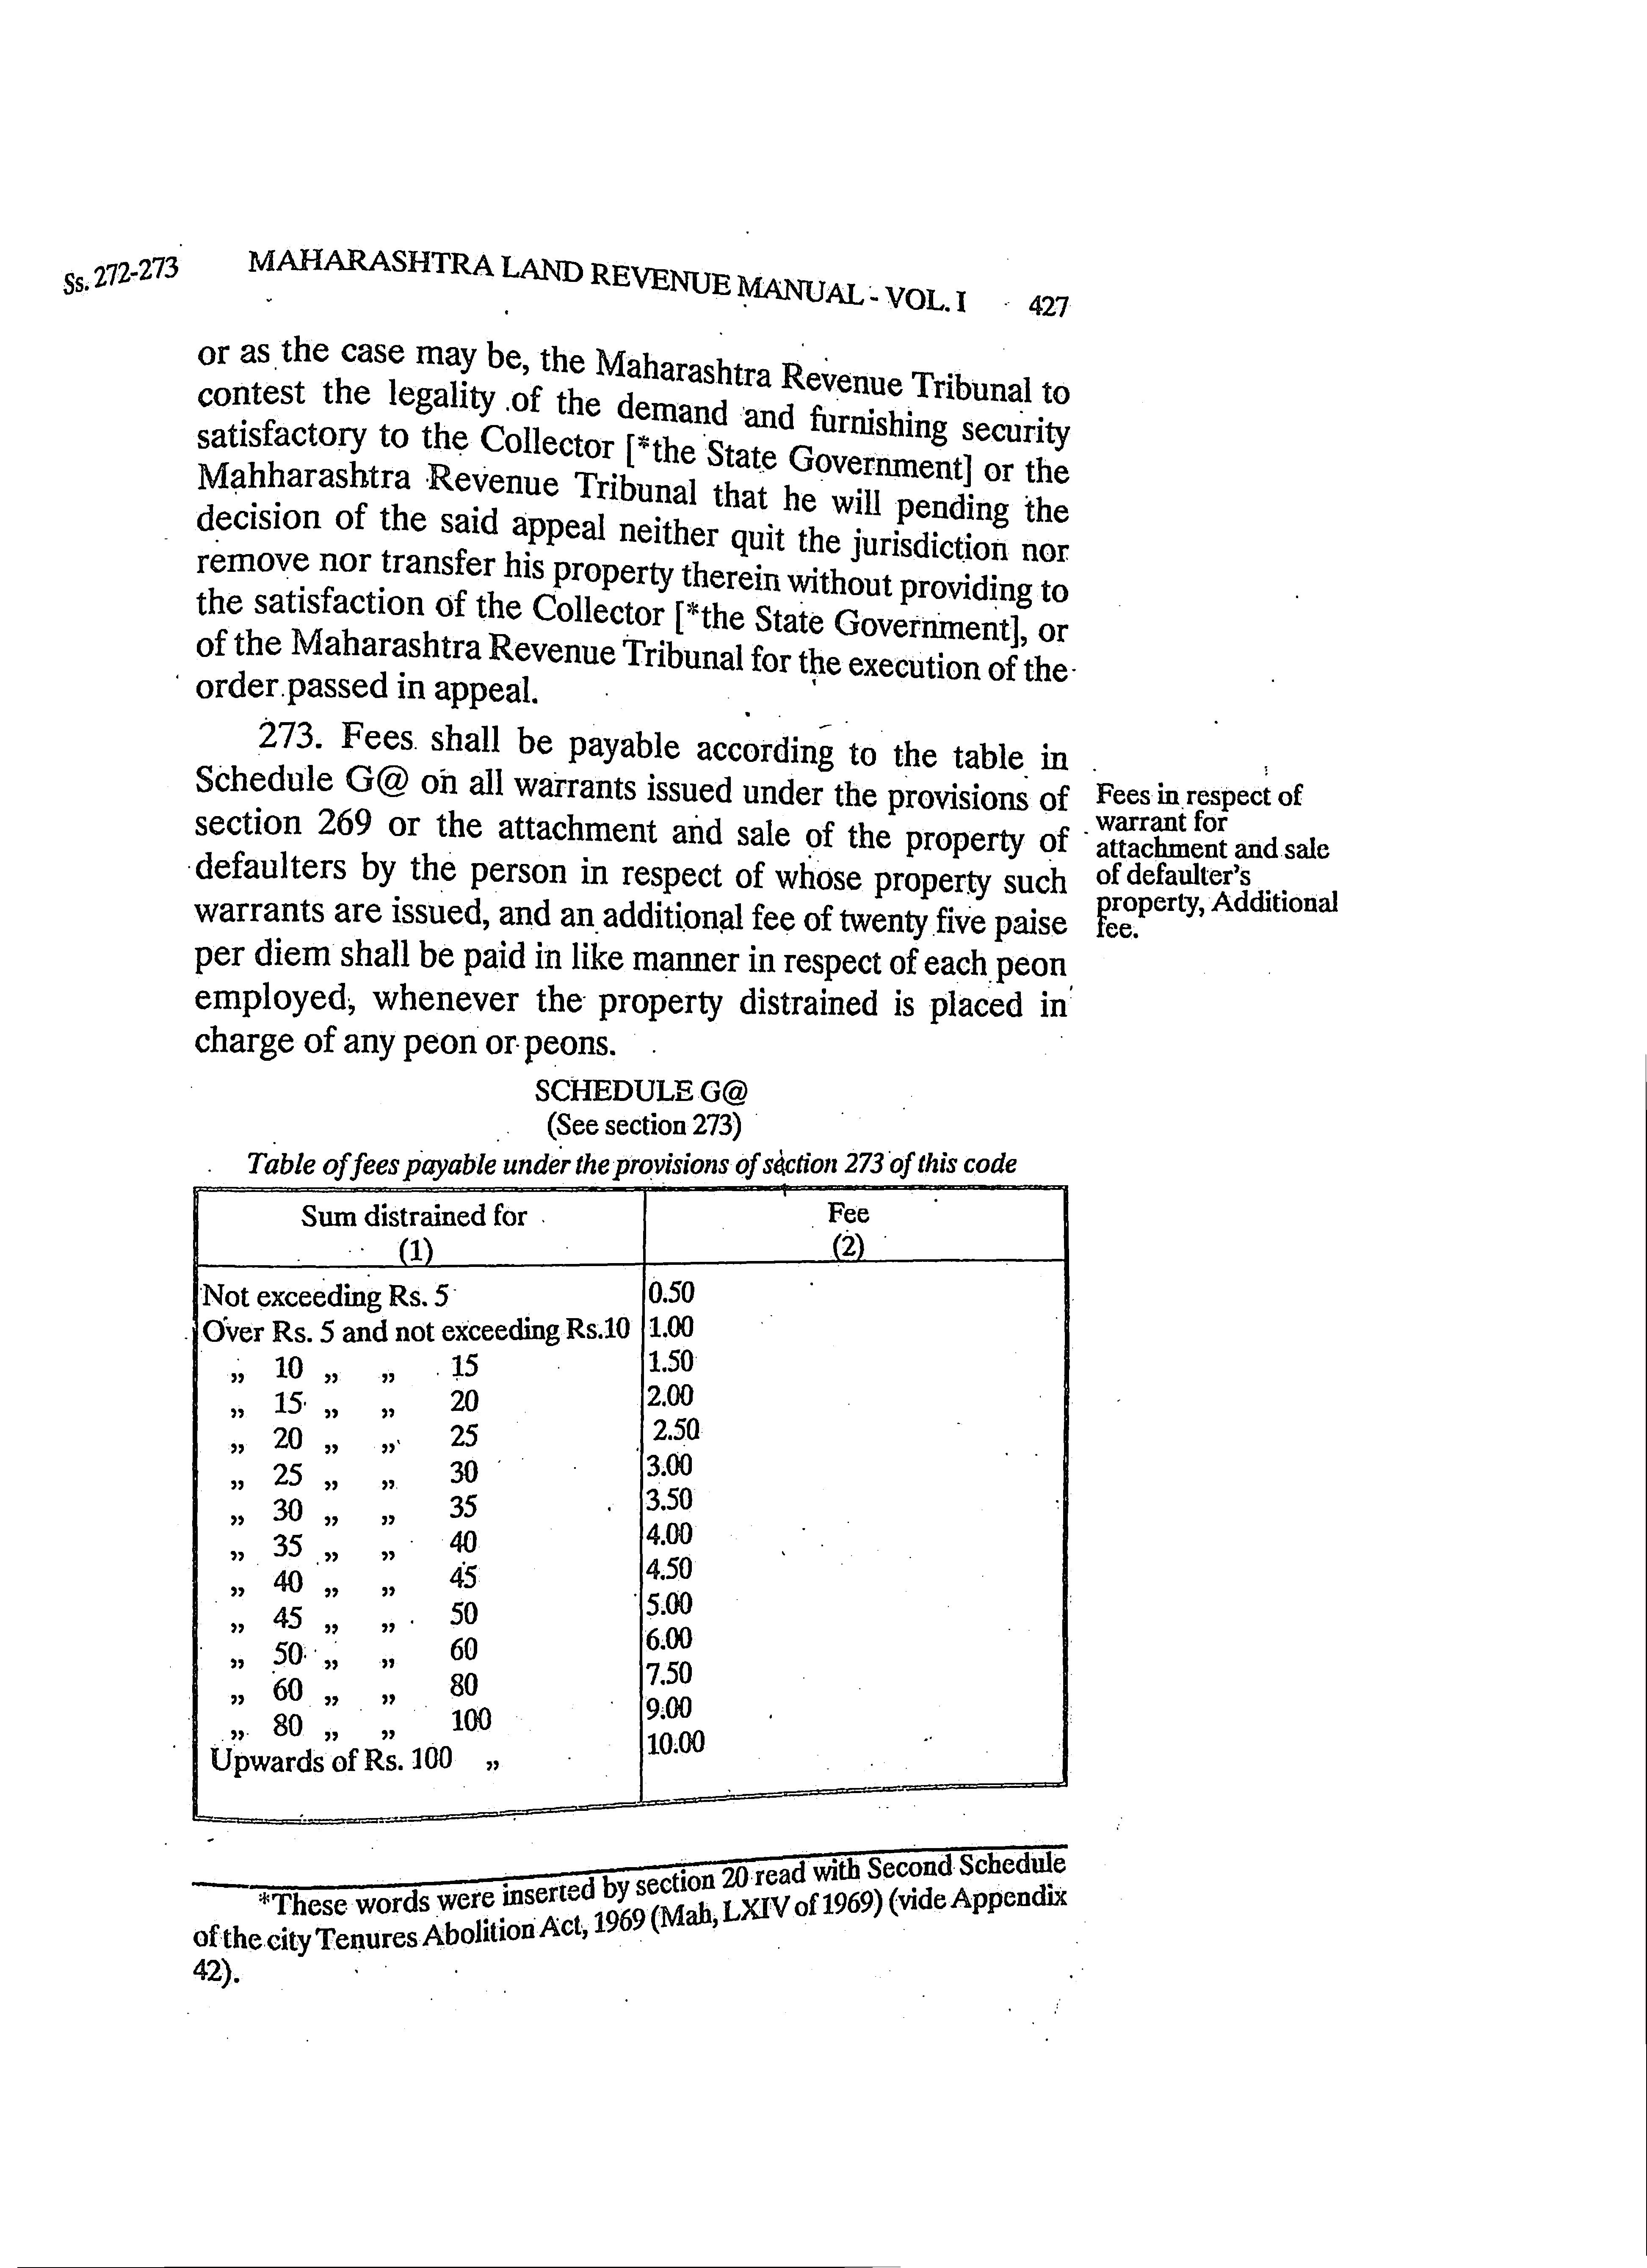 Ss. 272-273 MAHARASHTRA LAND REVENUE MANUAL - VOL. I 427
or as the case may be, the Maharashtra Revenue Tribunal to
contest the legality of the demand and furnishing security
satisfactory to the Collector [*the State Government] or the
Mahharashtra Revenue Tribunal that he will pending the
decision of the said appeal neither quit the jurisdiction nor
remove nor transfer his property therein without providing to
the satisfaction of the Collector [*the State Government], or
of the Maharashtra Revenue Tribunal for the execution of the
order passed in appeal.
273. Fees shall be payable according to the table in
Schedule G@ on all warrants issued under the provisions of
section 269 or the attachment and sale of the property of
defaulters by the person in respect of whose property such
warrants are issued, and an additional fee of twenty five paise
per diem shall be paid in like manner in respect of each peon
employed, whenever the property distrained is placed in
charge of any peon or peons.
Fees in respect of
warrant for
attachment and sale
of defaulter's
property, Additional
fee.
SCHEDULE G@
(See section 273)
Table of fees payable under the provisions of section 273 of this code
Sum distrained for Fee
(1) (2)
Not exceeding Rs. 5 0.50
Over Rs. 5 and not exceeding Rs.10 1.00
„ 10 „ „ 15 1.50
„ 15 „ „ 20 2.00
„ 20 „ „ 25 2.50
„ 25 „ „ 30 3.00
„ 30 „ „ 35 3.50
„ 35 „ „ 40 4.00
„ 40 „ „ 45 4.50
„ 45 „ „ 50 5.00
„ 50 „ „ 60 6.00
„ 60 „ „ 80 7.50
„ 80 „ „ 100 9.00
Upwards of Rs. 100 „ 10.00
*These words were inserted by section 20 read with Second Schedule
of the city Tenures Abolition Act, 1969 (Mah, LXIV of 1969) (vide Appendix
42).